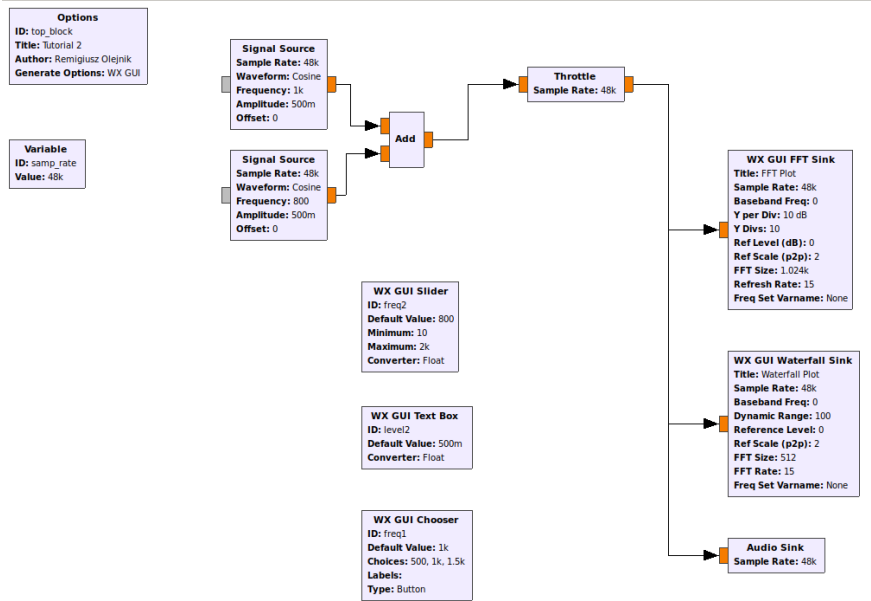 Options
ID: top_block
Title: Tutorial 2
Author: Remigiusz Olejnik
Generate Options: WX GUI
Variable
ID: samp_rate
Value: 48k
Signal Source
Sample Rate: 48k
Waveform: Cosine
Frequency: 1k
Amplitude: 500m
Offset: 0
Signal Source
Sample Rate: 48k
Waveform: Cosine
Frequency: 800
Amplitude: 500m
Offset: 0
Add
Throttle
Sample Rate: 48k
WX GUI Slider
ID: freq2
Default Value: 800
Minimum: 10
Maximum: 2k
Converter: Float
WX GUI Text Box
ID: level2
Default Value: 500m
Converter: Float
WX GUI Chooser
ID: freq1
Default Value: 1k
Choices: 500, 1k, 1.5k
Labels:
Type: Button
WX GUI FFT Sink
Title: FFT Plot
Sample Rate: 48k
Baseband Freq: 0
Y per Div: 10 dB
Y Divs: 10
Ref Level (dB): 0
Ref Scale (p2p): 2
FFT Size: 1.024k
Refresh Rate: 15
Freq Set Varname: None
WX GUI Waterfall Sink
Title: Waterfall Plot
Sample Rate: 48k
Baseband Freq: 0
Dynamic Range: 100
Reference Level: 0
Ref Scale (p2p): 2
FFT Size: 512
FFT Rate: 15
Freq Set Varname: None
Audio Sink
Sample Rate: 48k